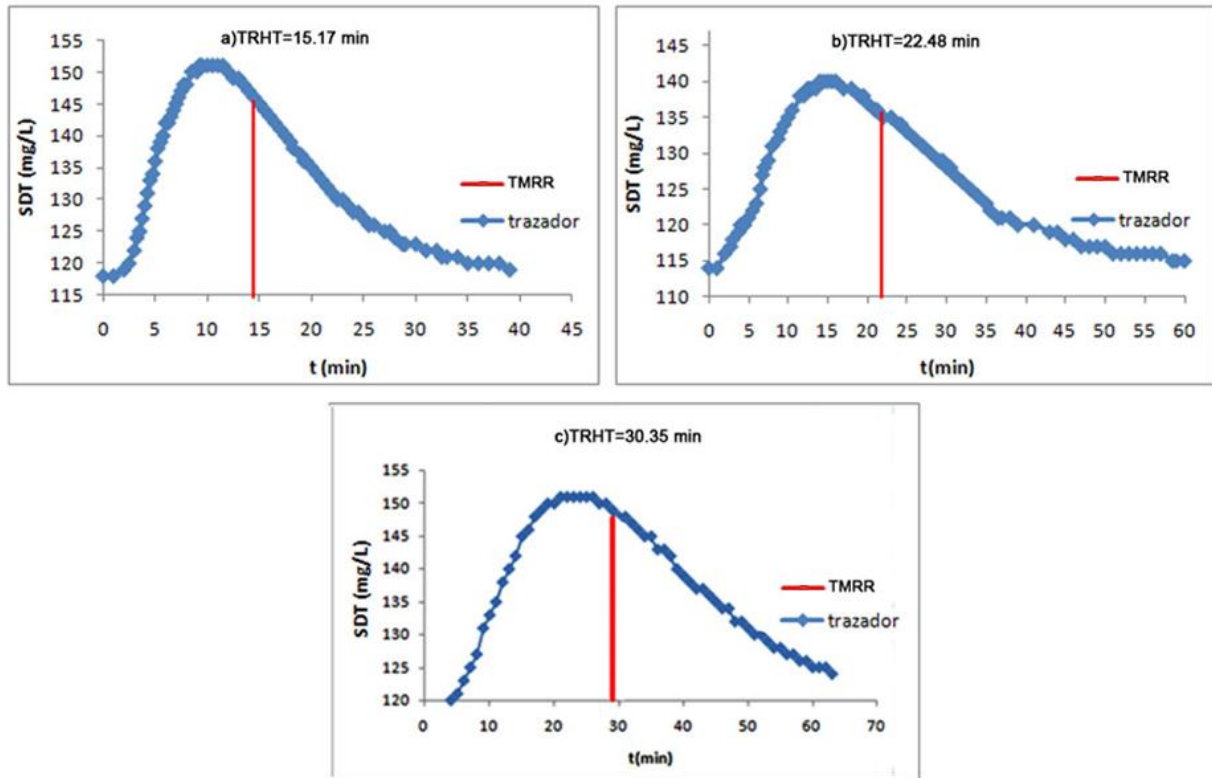 a)TRHT=15.17 min
155
150
145
140
135
130
125
120
115
SDT (mg/L)
TMRR
trazador
0 5 10 15 20 25 30 35 40 45
t (min)
b)TRHT=22.48 min
145
140
135
130
125
120
115
110
SDT (mg/L)
TMRR
trazador
0 5 10 15 20 25 30 35 40 45 50 55 60
t(min)
c)TRHT=30.35 min
155
150
145
140
135
130
125
120
SDT (mg/L)
TMRR
trazador
0 10 20 30 40 50 60 70
t(min)